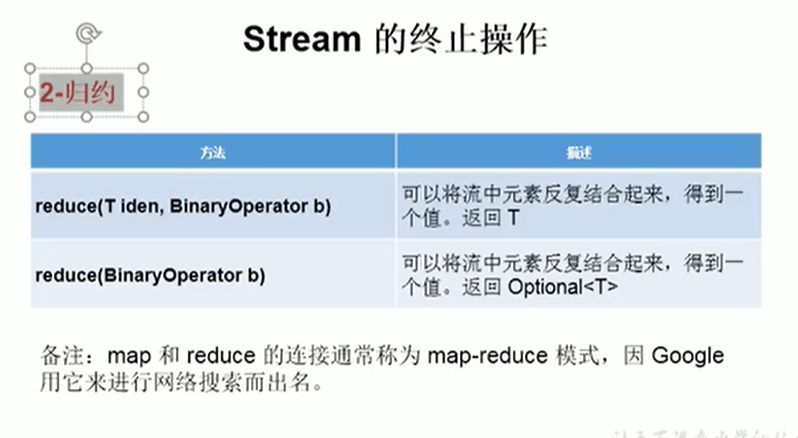 Stream 的终止操作
2-归约
方法
描述
reduce(T iden, BinaryOperator b)
可以将流中元素反复结合起来，得到一
个值。返回 T
reduce(BinaryOperator b)
可以将流中元素反复结合起来，得到一
个值。返回 Optional<T>
备注：map 和 reduce 的连接通常称为 map-reduce 模式，因 Google
用它来进行网络搜索而出名。